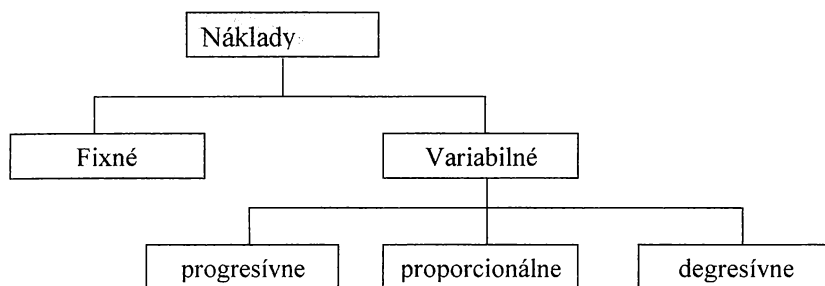 Náklady
Fixné
Variabilné
progresívne
proporcionálne
degresívne